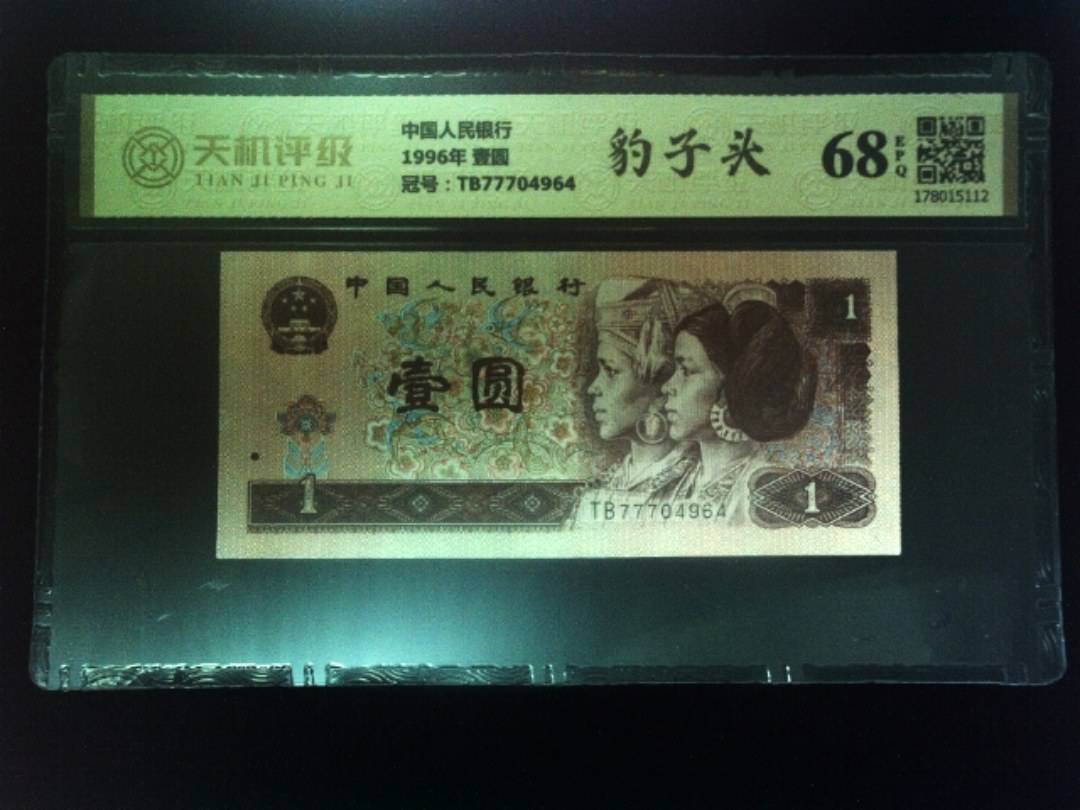 天机评级
TIAN JI PING JI
中国人民银行
1996年 壹圆
冠号：TB77704964
豹子头
68
EPQ
178015112
中国人民银行
1
壹圆
1
TB77704964
1